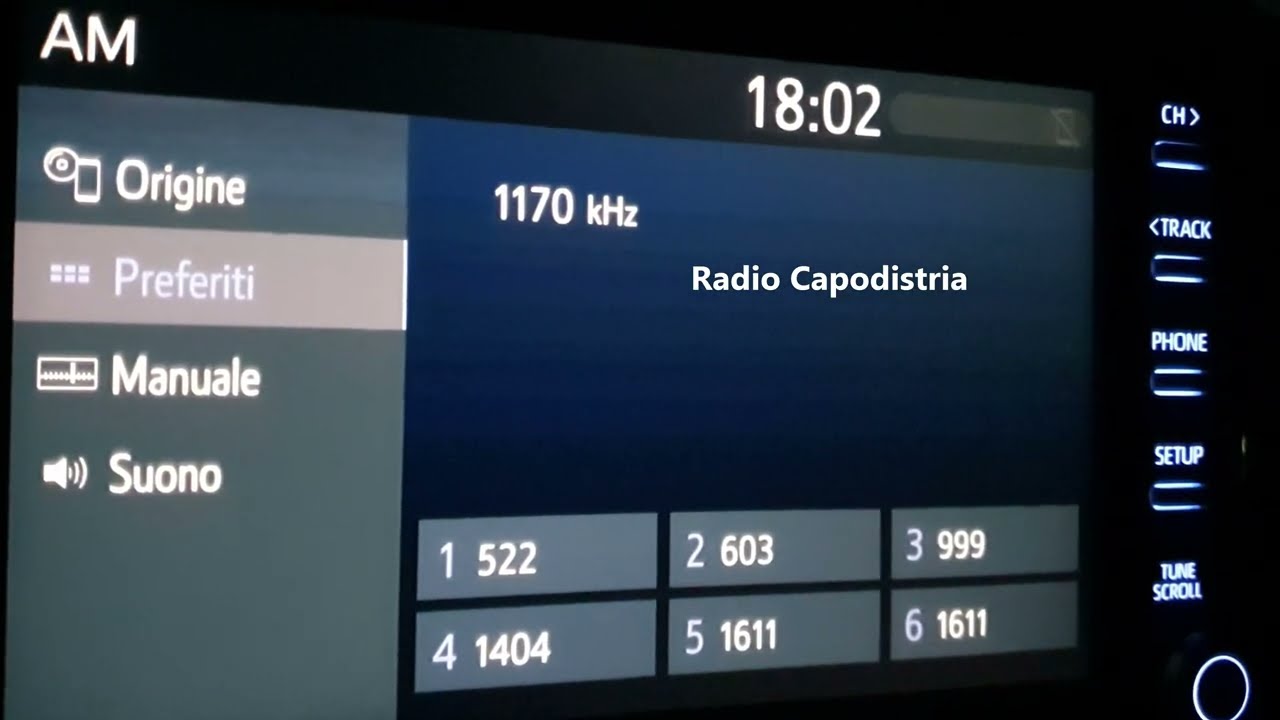 AM
18:02
Origine
Preferiti
Manuale
Suono
1170 kHz
Radio Capodistria
1 522
2 603
3 999
4 1404
5 1611
6 1611
CH >
< TRACK
PHONE
SETUP
TUNE
SCROLL